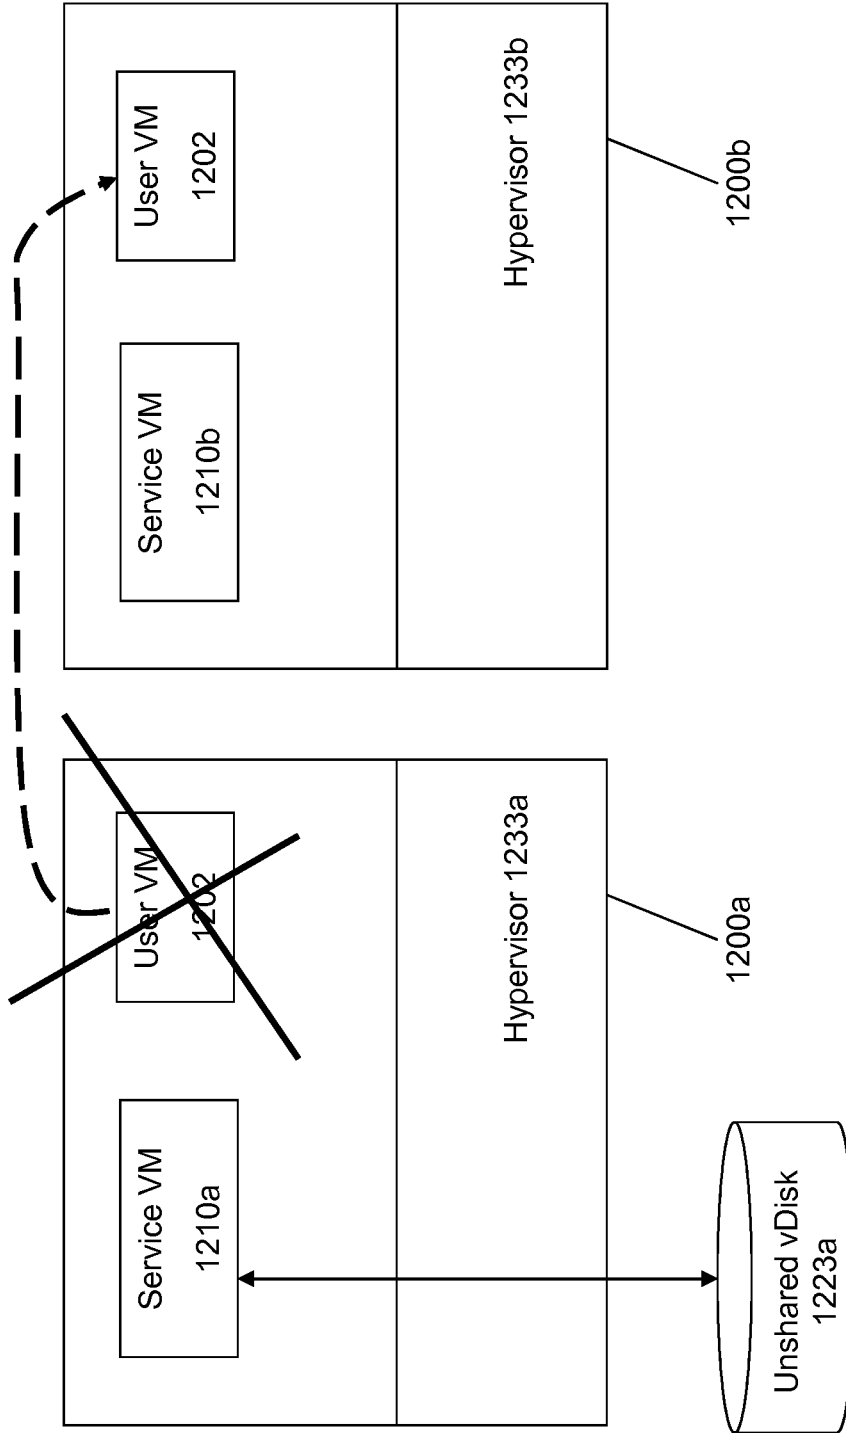 Service VM
1210a
User VM
1202
Service VM
1210b
User VM
1202
Hypervisor 1233a
Hypervisor 1233b
1200a
1200b
Unshared vDisk
1223a